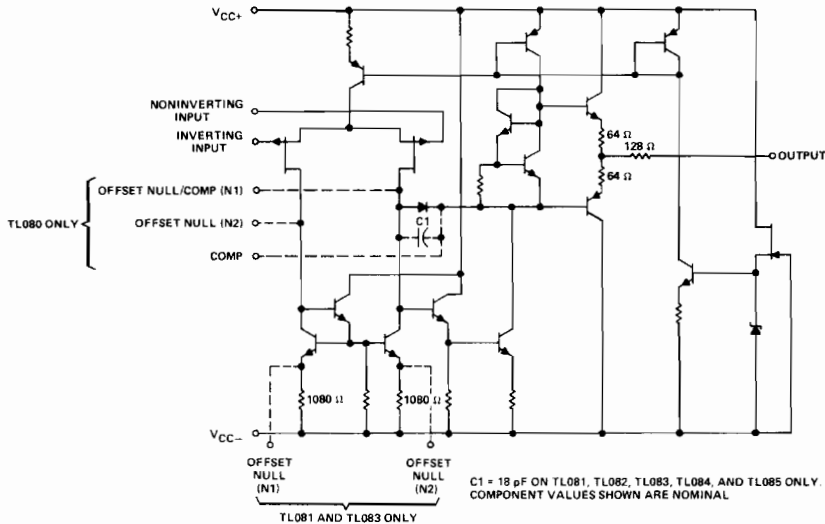 VCC+
NONINVERTING
INPUT
INVERTING
INPUT
64 Ω
128 Ω
OUTPUT
64 Ω
OFFSET NULL/COMP (N1)
TL080 ONLY
OFFSET NULL (N2)
C1
COMP
1080 Ω
1080 Ω
VCC−
OFFSET
NULL
(N1)
OFFSET
NULL
(N2)
TL081 AND TL083 ONLY
C1 = 18 pF ON TL081, TL082, TL083, TL084, AND TL085 ONLY.
COMPONENT VALUES SHOWN ARE NOMINAL